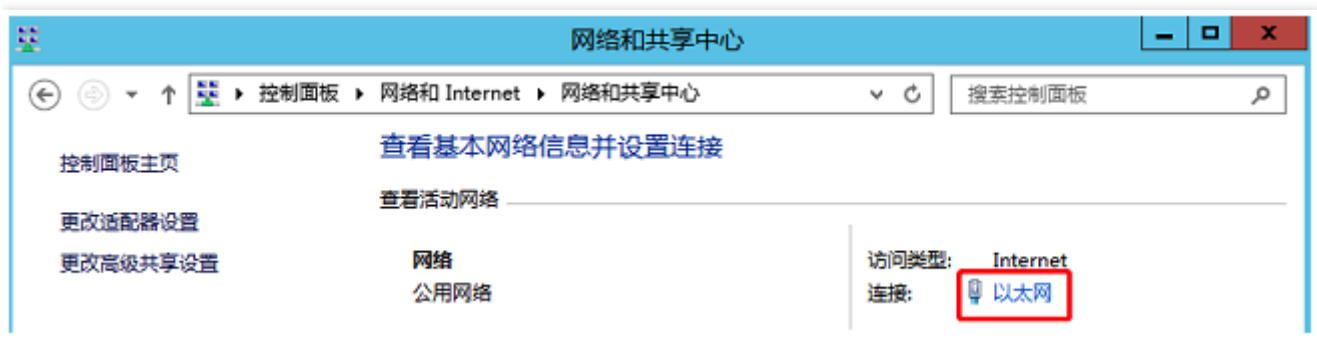 网络和共享中心
控制面板 网络和 Internet 网络和共享中心 搜索控制面板
控制面板主页
更改适配器设置
更改高级共享设置
查看基本网络信息并设置连接
查看活动网络
网络
公用网络
访问类型: Internet
连接: 以太网